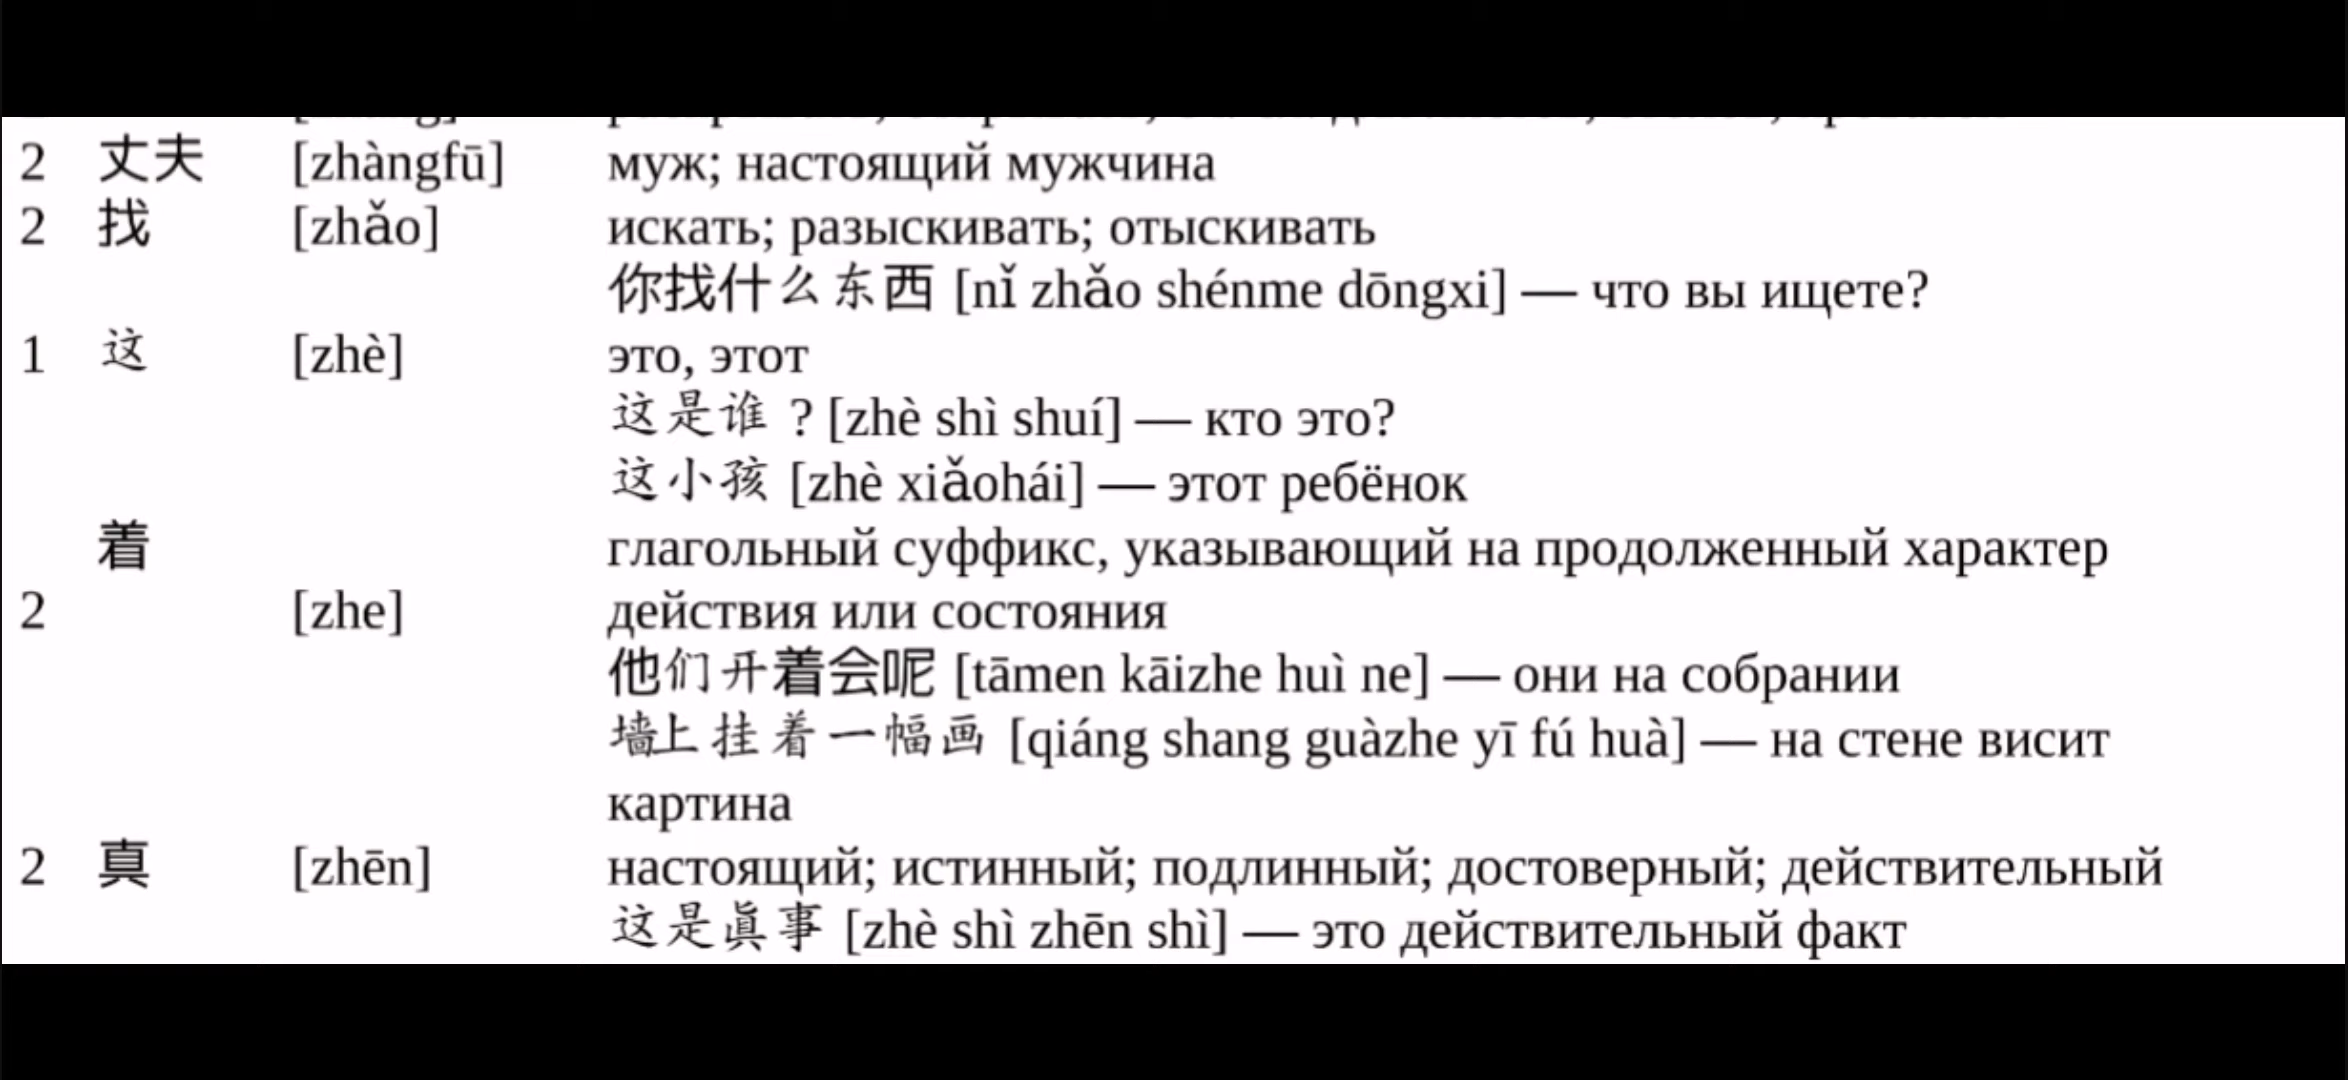 2 丈夫 [zhàngfū] муж; настоящий мужчина
2 找 [zhǎo] искать; разыскивать; отыскивать
你找什么东西 [nǐ zhǎo shénme dōngxi] — что вы ищете?
1 这 [zhè] это, этот
这是谁 ? [zhè shì shuí] — кто это?
这小孩 [zhè xiǎohái] — этот ребёнок
着 глагольный суффикс, указывающий на продолженный характер
2 [zhe] действия или состояния
他们开着会呢 [tāmen kāizhe huì ne] — они на собрании
墙上挂着一幅画 [qiáng shang guàzhe yī fú huà] — на стене висит
картина
2 真 [zhēn] настоящий; истинный; подлинный; достоверный; действительный
这是眞事 [zhè shì zhēn shì] — это действительный факт